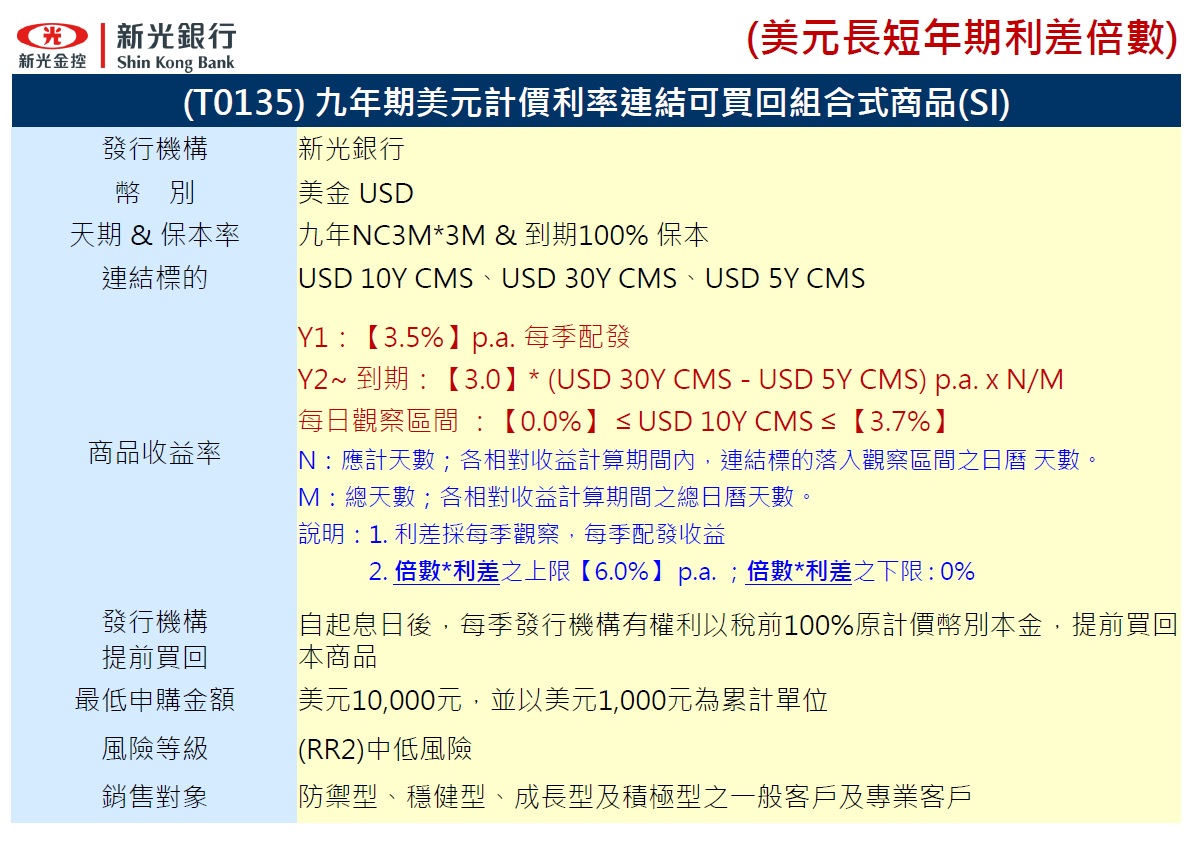 光
新光金控
新光銀行
Shin Kong Bank
(美元長短年期利差倍數)
(T0135) 九年期美元計價利率連結可買回組合式商品(SI)
發行機構 新光銀行
幣 別 美金 USD
天期 & 保本率 九年NC3M*3M & 到期100% 保本
連結標的 USD 10Y CMS、USD 30Y CMS、USD 5Y CMS
商品收益率
Y1：【3.5%】p.a. 每季配發
Y2~ 到期：【3.0】* (USD 30Y CMS - USD 5Y CMS) p.a. x N/M
每日觀察區間 ：【0.0%】 ≤ USD 10Y CMS ≤ 【3.7%】
N：應計天數；各相對收益計算期間內，連結標的落入觀察區間之日曆 天數。
M：總天數；各相對收益計算期間之總日曆天數。
說明：1. 利差採每季觀察，每季配發收益
2. 倍數*利差之上限【6.0%】 p.a. ；倍數*利差之下限 : 0%
發行機構
提前買回
自起息日後，每季發行機構有權利以稅前100%原計價幣別本金，提前買回
本商品
最低申購金額 美元10,000元，並以美元1,000元為累計單位
風險等級 (RR2)中低風險
銷售對象 防禦型、穩健型、成長型及積極型之一般客戶及專業客戶